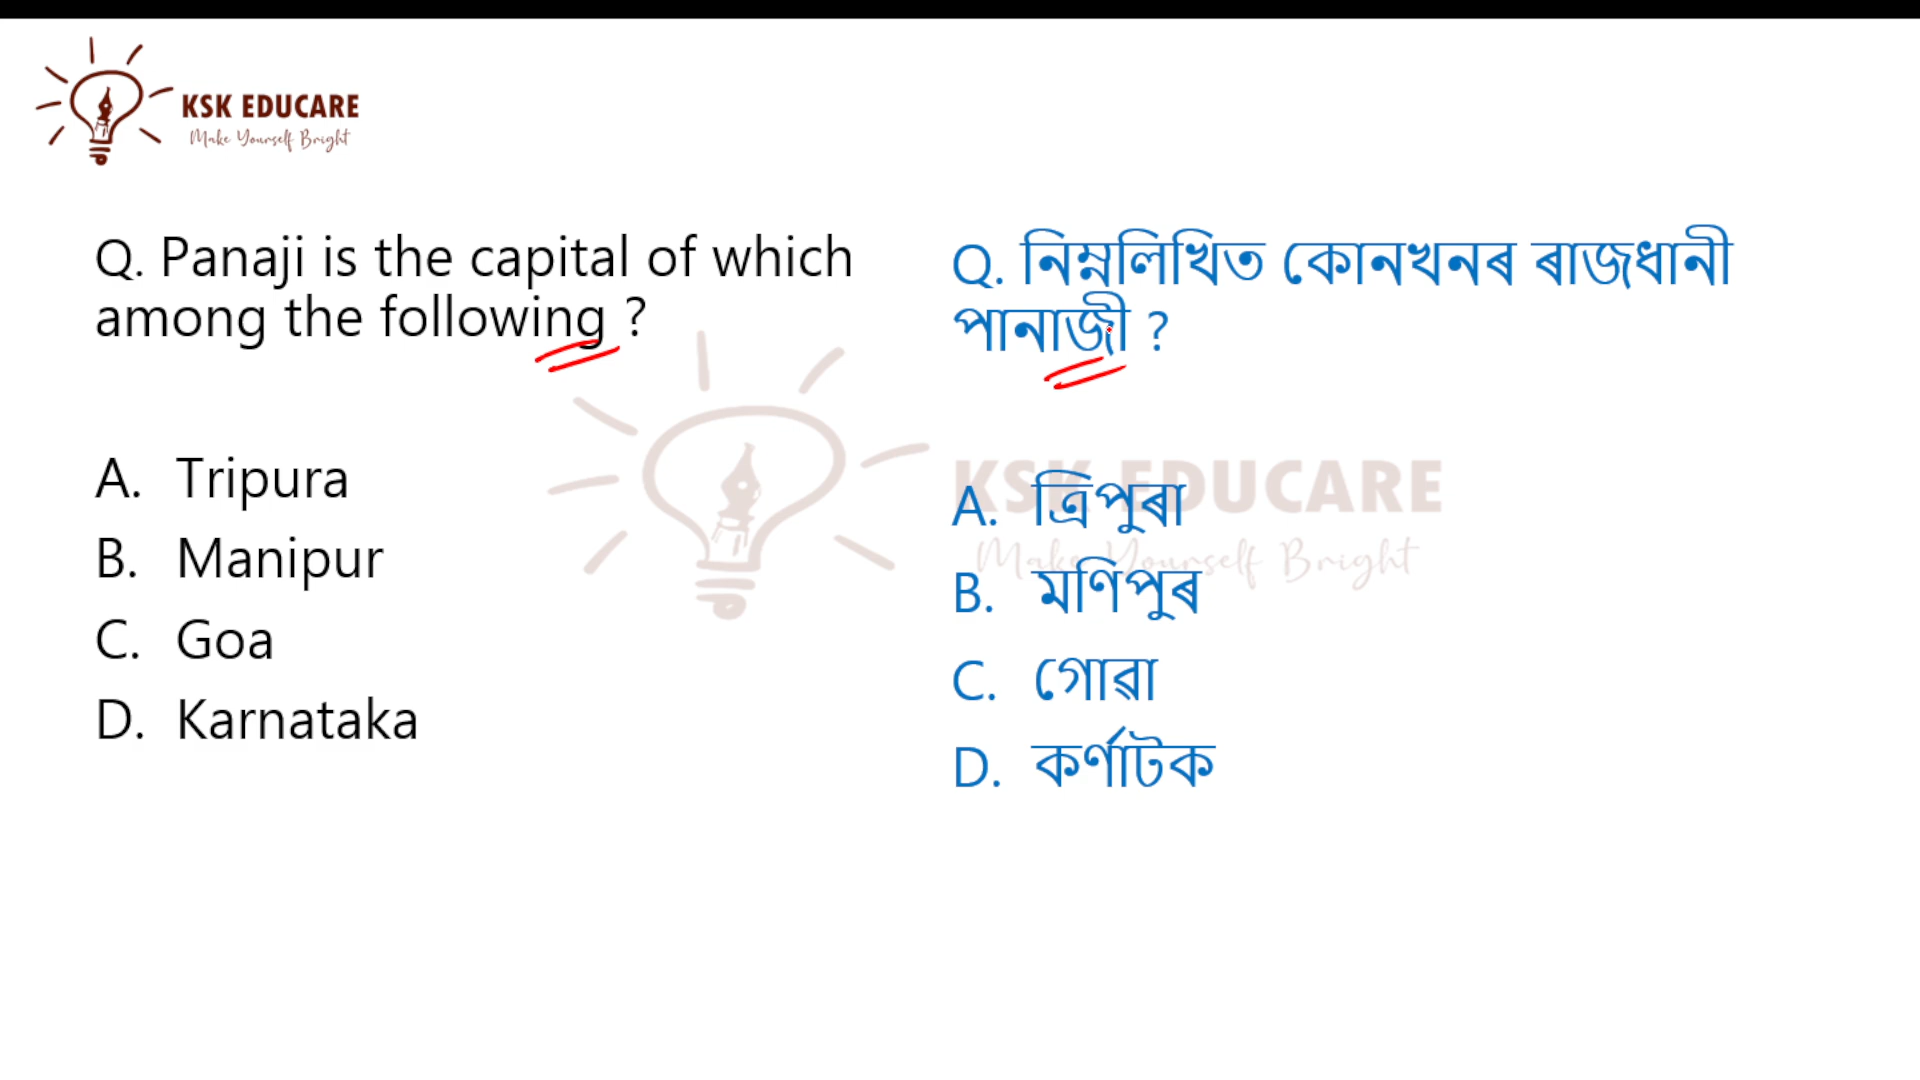 KSK EDUCARE
Make Yourself Bright
Q. Panaji is the capital of which
among the following ?
A. Tripura
B. Manipur
C. Goa
D. Karnataka
Q. নিম্নলিখিত কোনখনৰ ৰাজধানী
পানাজী ?
A. ত্ৰিপুৰা
B. মণিপুৰ
C. গোৱা
D. কৰ্ণাটক
KSK EDUCARE
Make Yourself Bright